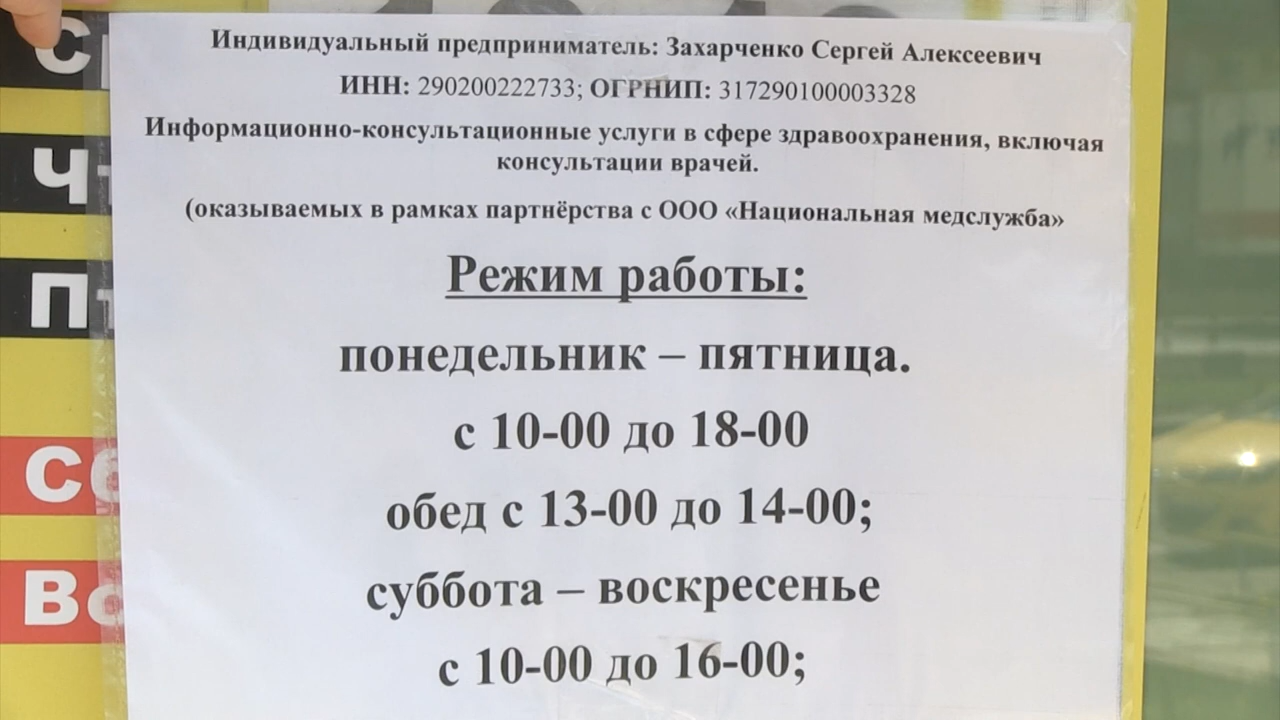 Индивидуальный предприниматель: Захарченко Сергей Алексеевич
ИНН: 290200222733; ОГРНИП: 317290100003328
Информационно-консультационные услуги в сфере здравоохранения, включая
консультации врачей.
(оказываемых в рамках партнёрства с ООО «Национальная медслужба»
Режим работы:
понедельник – пятница.
с 10-00 до 18-00
обед с 13-00 до 14-00;
суббота – воскресенье
с 10-00 до 16-00;